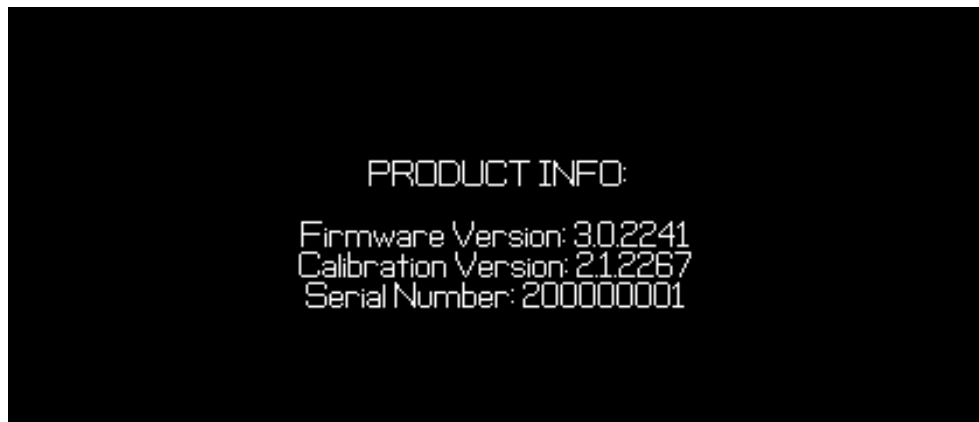 PRODUCT INFO:
Firmware Version: 3.0.2241
Calibration Version: 2.1.2267
Serial Number: 200000001